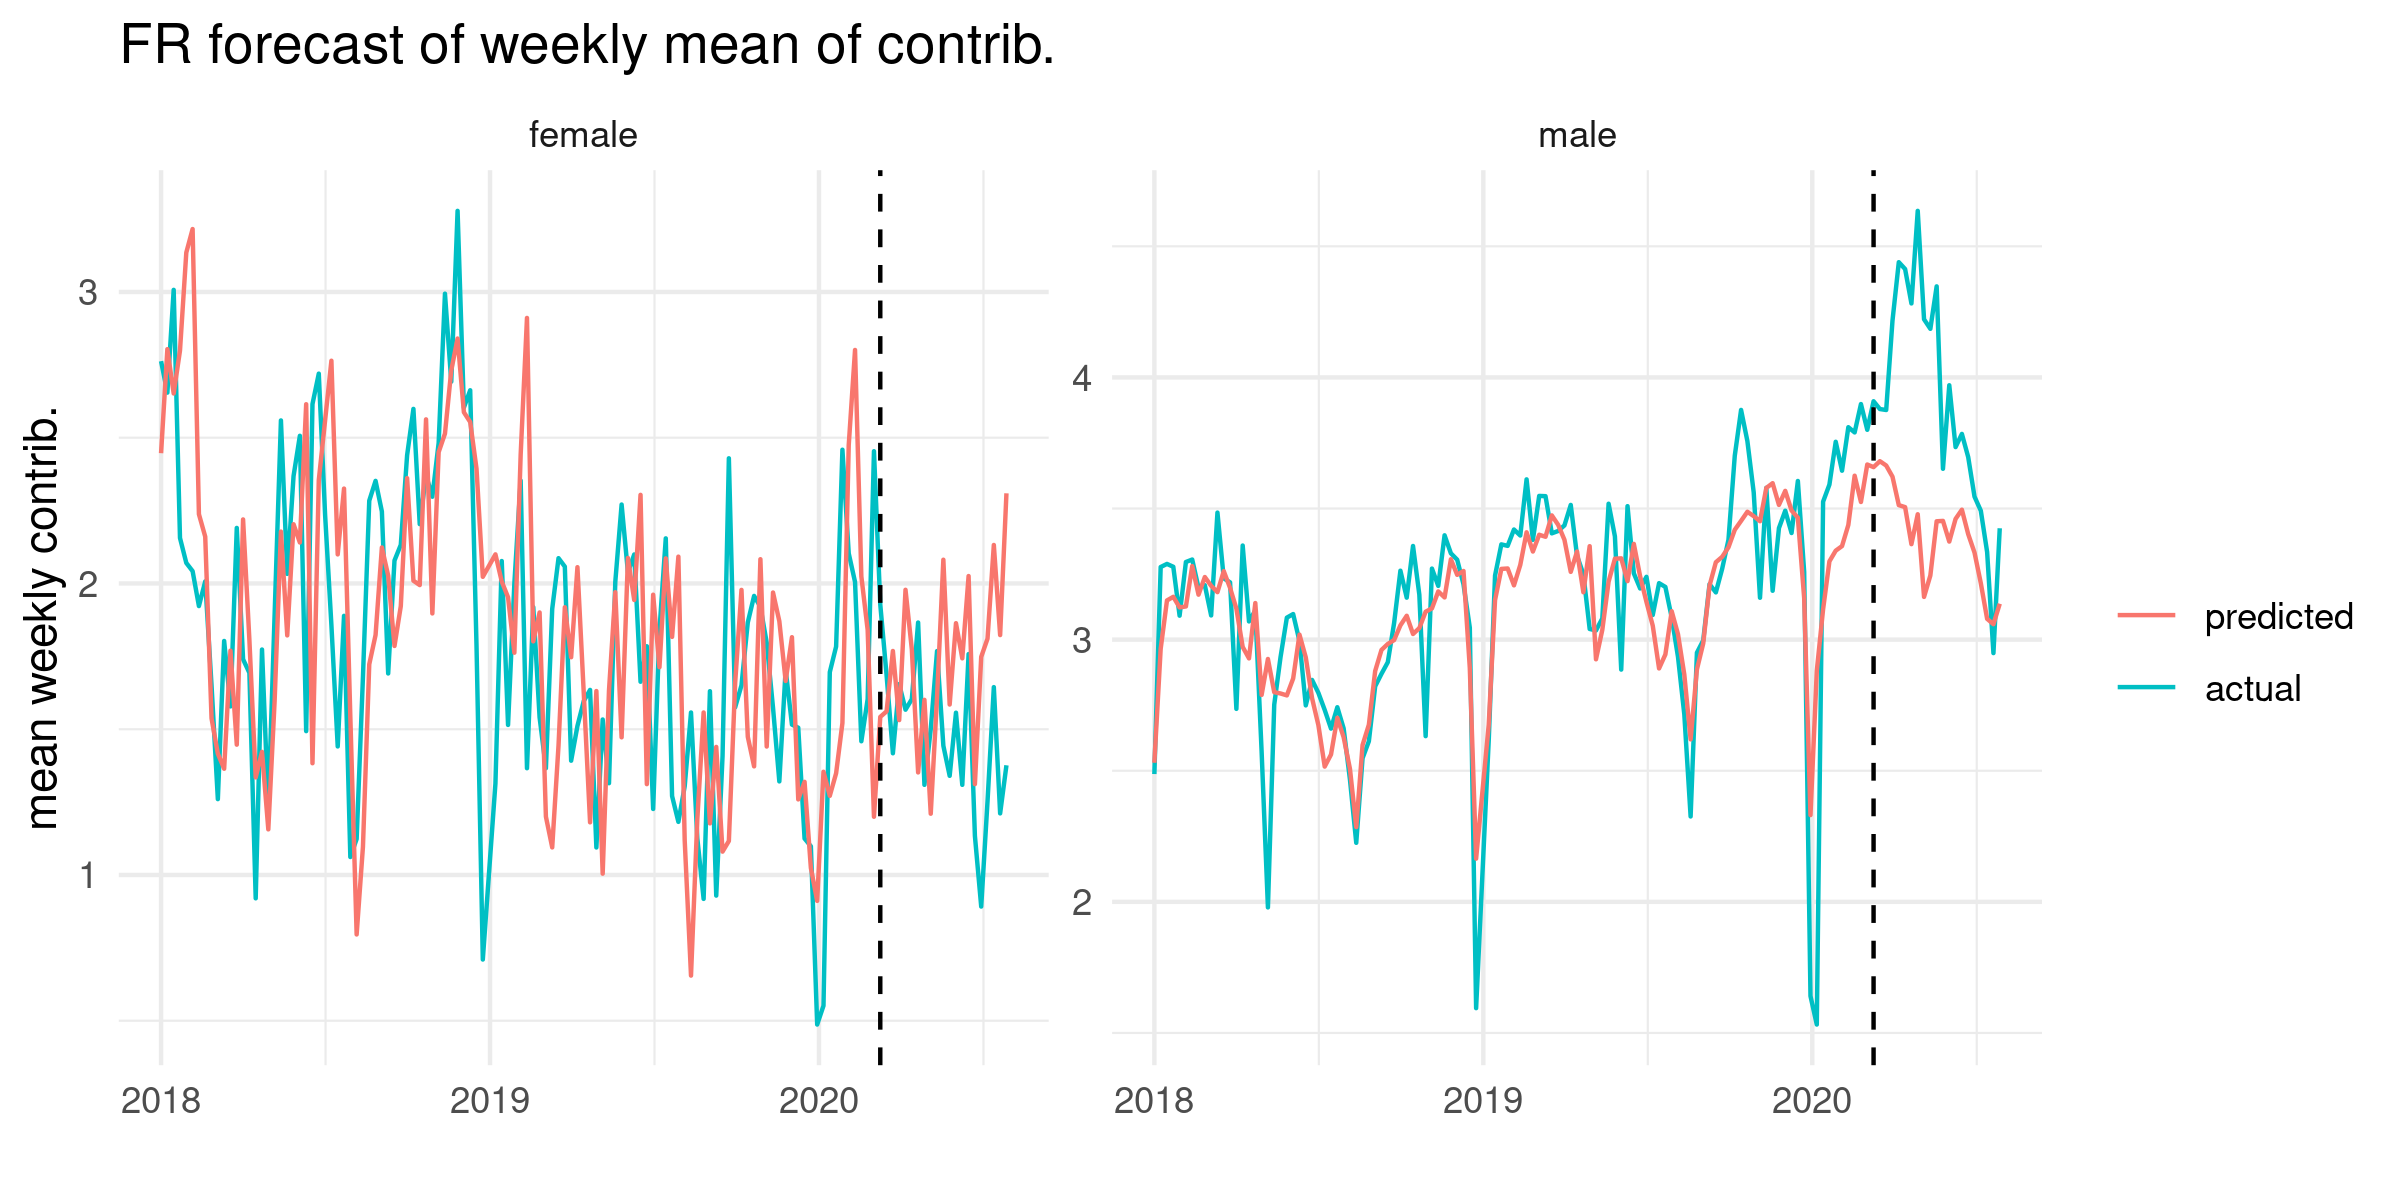 FR forecast of weekly mean of contrib.
female
male
mean weekly contrib.
3
2
1
4
3
2
2018
2019
2020
2018
2019
2020
predicted
actual